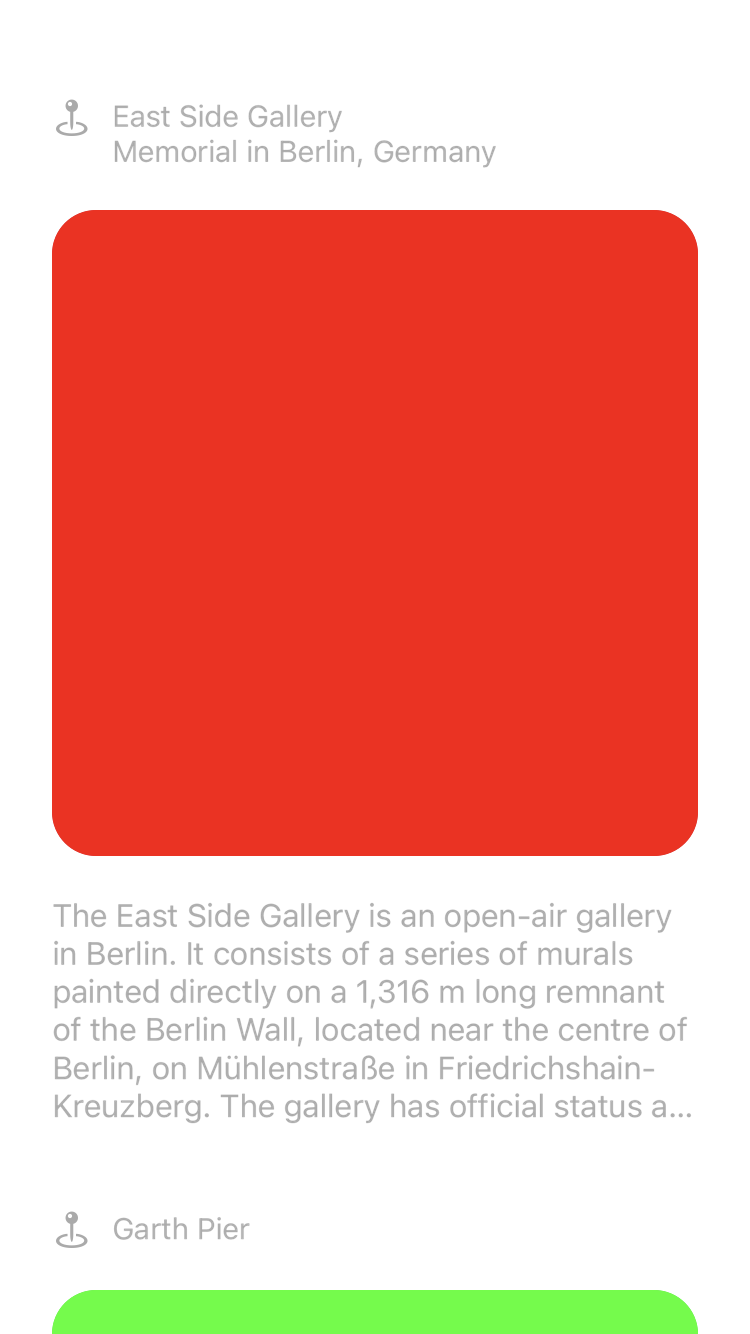 East Side Gallery
Memorial in Berlin, Germany
The East Side Gallery is an open-air gallery
in Berlin. It consists of a series of murals
painted directly on a 1,316 m long remnant
of the Berlin Wall, located near the centre of
Berlin, on Mühlenstraße in Friedrichshain-
Kreuzberg. The gallery has official status a...
Garth Pier